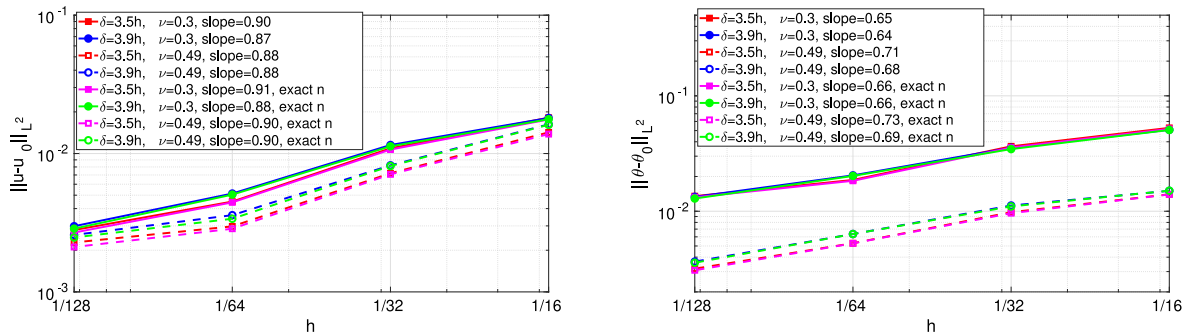 10^-1
δ=3.5h, ν=0.3, slope=0.90
δ=3.9h, ν=0.3, slope=0.87
δ=3.5h, ν=0.49, slope=0.88
δ=3.9h, ν=0.49, slope=0.88
δ=3.5h, ν=0.3, slope=0.91, exact n
δ=3.9h, ν=0.3, slope=0.88, exact n
δ=3.5h, ν=0.49, slope=0.90, exact n
δ=3.9h, ν=0.49, slope=0.90, exact n
||u-u_0||_L^2
10^-2
10^-3
1/128 1/64 1/32 1/16
h
δ=3.5h, ν=0.3, slope=0.65
δ=3.9h, ν=0.3, slope=0.64
δ=3.5h, ν=0.49, slope=0.71
δ=3.9h, ν=0.49, slope=0.68
δ=3.5h, ν=0.3, slope=0.66, exact n
δ=3.9h, ν=0.3, slope=0.66, exact n
δ=3.5h, ν=0.49, slope=0.73, exact n
δ=3.9h, ν=0.49, slope=0.69, exact n
||θ-θ_0||_L^2
10^-1
10^-2
1/128 1/64 1/32 1/16
h